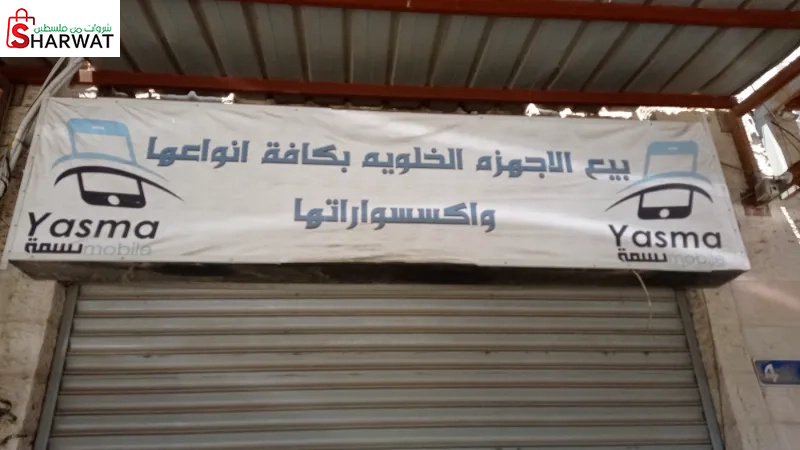 شروات من فلسطين
SHARWAT
بيع الاجهزه الخلويه بكافة انواعها
واكسسواراتها
Yasma
نسمة mobile
Yasma
نسمة mobile